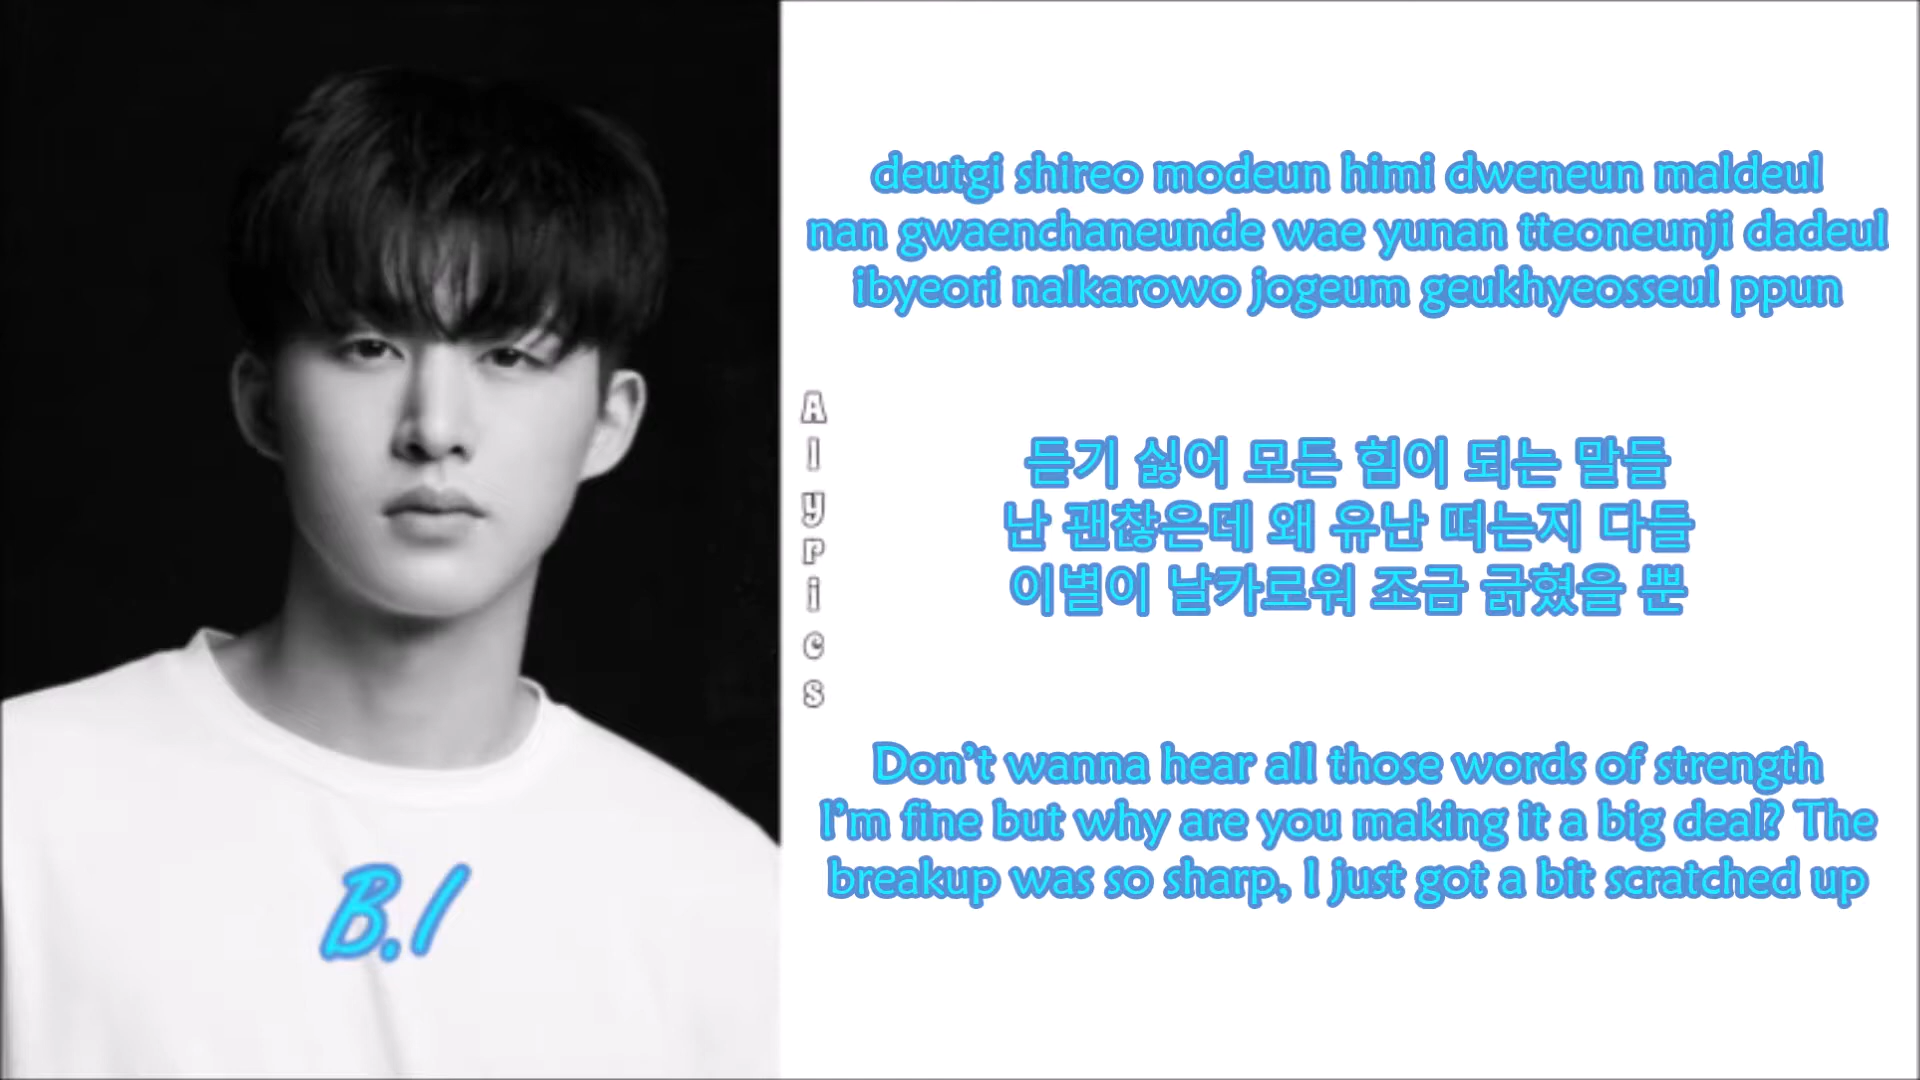 deutgi shireo modeun himi dweneun maldeul
nan gwaenchaneunde wae yunan tteoneunji dadeul
ibyeori nalkarowo jogeum geukhyeosseul ppun
Alyrics
듣기 싫어 모든 힘이 되는 말들
난 괜찮은데 왜 유난 떠는지 다들
이별이 날카로워 조금 긁혔을 뿐
Don't wanna hear all those words of strength
I'm fine but why are you making it a big deal? The
breakup was so sharp, I just got a bit scratched up
B.I